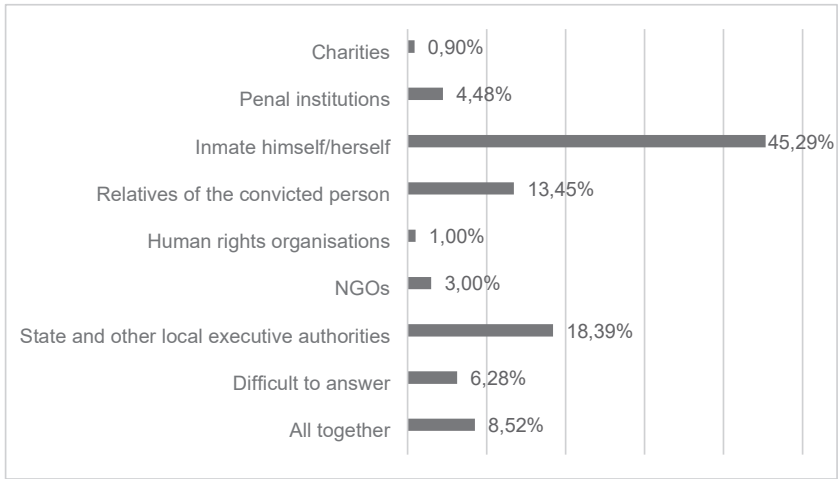 Charities 0,90%
Penal institutions 4,48%
Inmate himself/herself 45,29%
Relatives of the convicted person 13,45%
Human rights organisations 1,00%
NGOs 3,00%
State and other local executive authorities 18,39%
Difficult to answer 6,28%
All together 8,52%